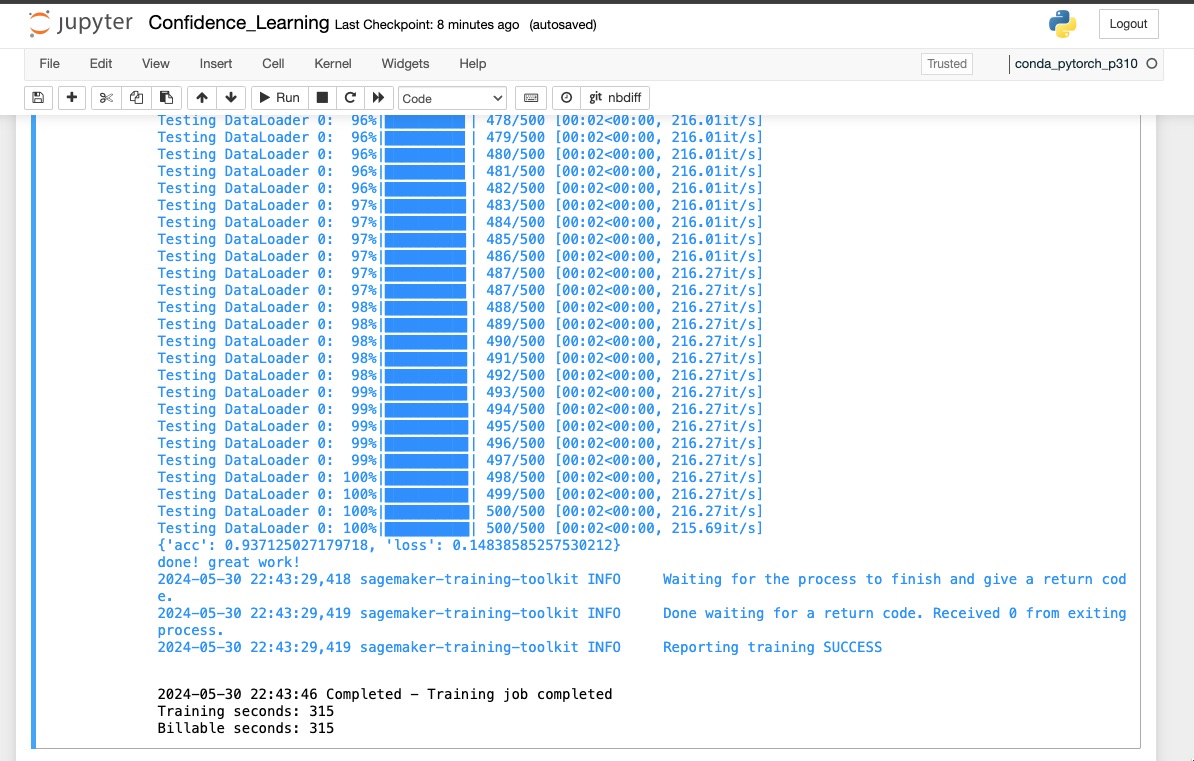 jupyter Confidence_Learning Last Checkpoint: 8 minutes ago (autosaved) Logout
File Edit View Insert Cell Kernel Widgets Help Trusted conda_pytorch_p310
Run Code git nbdiff
Testing DataLoader 0:  96%|██████████| 478/500 [00:02<00:00, 216.01it/s]
Testing DataLoader 0:  96%|██████████| 479/500 [00:02<00:00, 216.01it/s]
Testing DataLoader 0:  96%|██████████| 480/500 [00:02<00:00, 216.01it/s]
Testing DataLoader 0:  96%|██████████| 481/500 [00:02<00:00, 216.01it/s]
Testing DataLoader 0:  96%|██████████| 482/500 [00:02<00:00, 216.01it/s]
Testing DataLoader 0:  97%|██████████| 483/500 [00:02<00:00, 216.01it/s]
Testing DataLoader 0:  97%|██████████| 484/500 [00:02<00:00, 216.01it/s]
Testing DataLoader 0:  97%|██████████| 485/500 [00:02<00:00, 216.01it/s]
Testing DataLoader 0:  97%|██████████| 486/500 [00:02<00:00, 216.01it/s]
Testing DataLoader 0:  97%|██████████| 487/500 [00:02<00:00, 216.27it/s]
Testing DataLoader 0:  97%|██████████| 487/500 [00:02<00:00, 216.27it/s]
Testing DataLoader 0:  98%|██████████| 488/500 [00:02<00:00, 216.27it/s]
Testing DataLoader 0:  98%|██████████| 489/500 [00:02<00:00, 216.27it/s]
Testing DataLoader 0:  98%|██████████| 490/500 [00:02<00:00, 216.27it/s]
Testing DataLoader 0:  98%|██████████| 491/500 [00:02<00:00, 216.27it/s]
Testing DataLoader 0:  98%|██████████| 492/500 [00:02<00:00, 216.27it/s]
Testing DataLoader 0:  99%|██████████| 493/500 [00:02<00:00, 216.27it/s]
Testing DataLoader 0:  99%|██████████| 494/500 [00:02<00:00, 216.27it/s]
Testing DataLoader 0:  99%|██████████| 495/500 [00:02<00:00, 216.27it/s]
Testing DataLoader 0:  99%|██████████| 496/500 [00:02<00:00, 216.27it/s]
Testing DataLoader 0:  99%|██████████| 497/500 [00:02<00:00, 216.27it/s]
Testing DataLoader 0: 100%|██████████| 498/500 [00:02<00:00, 216.27it/s]
Testing DataLoader 0: 100%|██████████| 499/500 [00:02<00:00, 216.27it/s]
Testing DataLoader 0: 100%|██████████| 500/500 [00:02<00:00, 216.27it/s]
Testing DataLoader 0: 100%|██████████| 500/500 [00:02<00:00, 215.69it/s]
{'acc': 0.937125027179718, 'loss': 0.14838585257530212}
done! great work!
2024-05-30 22:43:29,418 sagemaker-training-toolkit INFO     Waiting for the process to finish and give a return cod
e.
2024-05-30 22:43:29,419 sagemaker-training-toolkit INFO     Done waiting for a return code. Received 0 from exiting
process.
2024-05-30 22:43:29,419 sagemaker-training-toolkit INFO     Reporting training SUCCESS
2024-05-30 22:43:46 Completed - Training job completed
Training seconds: 315
Billable seconds: 315